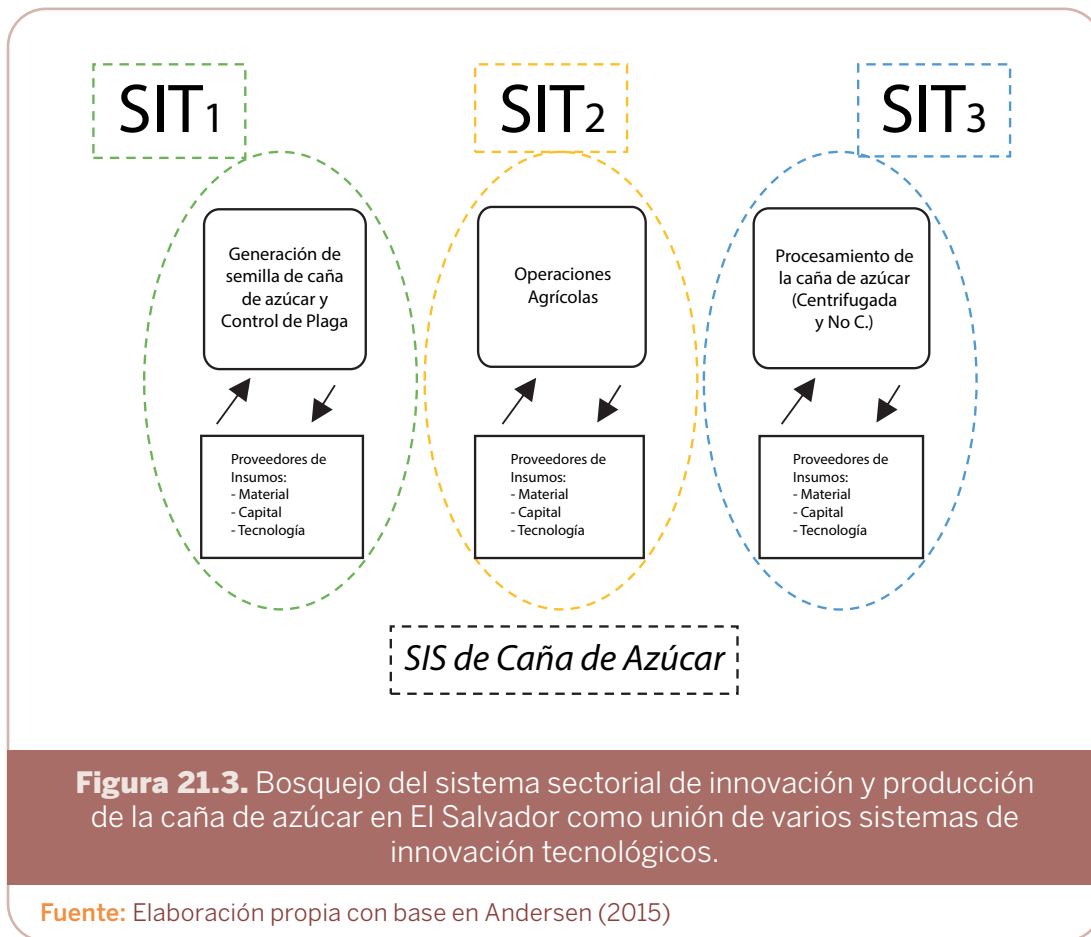 SIT1
SIT2
SIT3
Generación de
semilla de caña
de azúcar y
Control de Plaga
Operaciones
Agrícolas
Procesamiento de
la caña de azúcar
(Centrifugada
y No C.)
Proveedores de
Insumos:
- Material
- Capital
- Tecnología
Proveedores de
Insumos:
- Material
- Capital
- Tecnología
Proveedores de
Insumos:
- Material
- Capital
- Tecnología
SIS de Caña de Azúcar
Figura 21.3. Bosquejo del sistema sectorial de innovación y producción
de la caña de azúcar en El Salvador como unión de varios sistemas de
innovación tecnológicos.
Fuente: Elaboración propia con base en Andersen (2015)